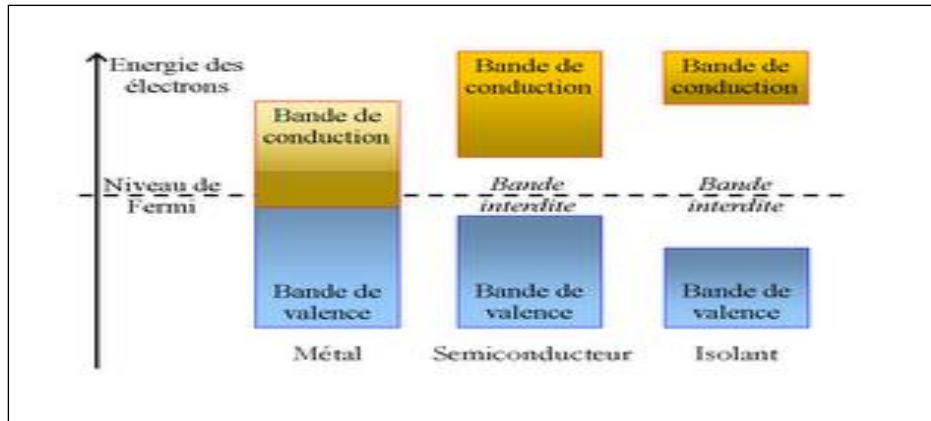 Energie des
électrons
Bande de
conduction
Bande de
conduction
Bande de
conduction
Niveau de
Fermi
Bande
interdite
Bande
interdite
Bande de
valence
Bande de
valence
Bande de
valence
Métal
Semiconducteur
Isolant